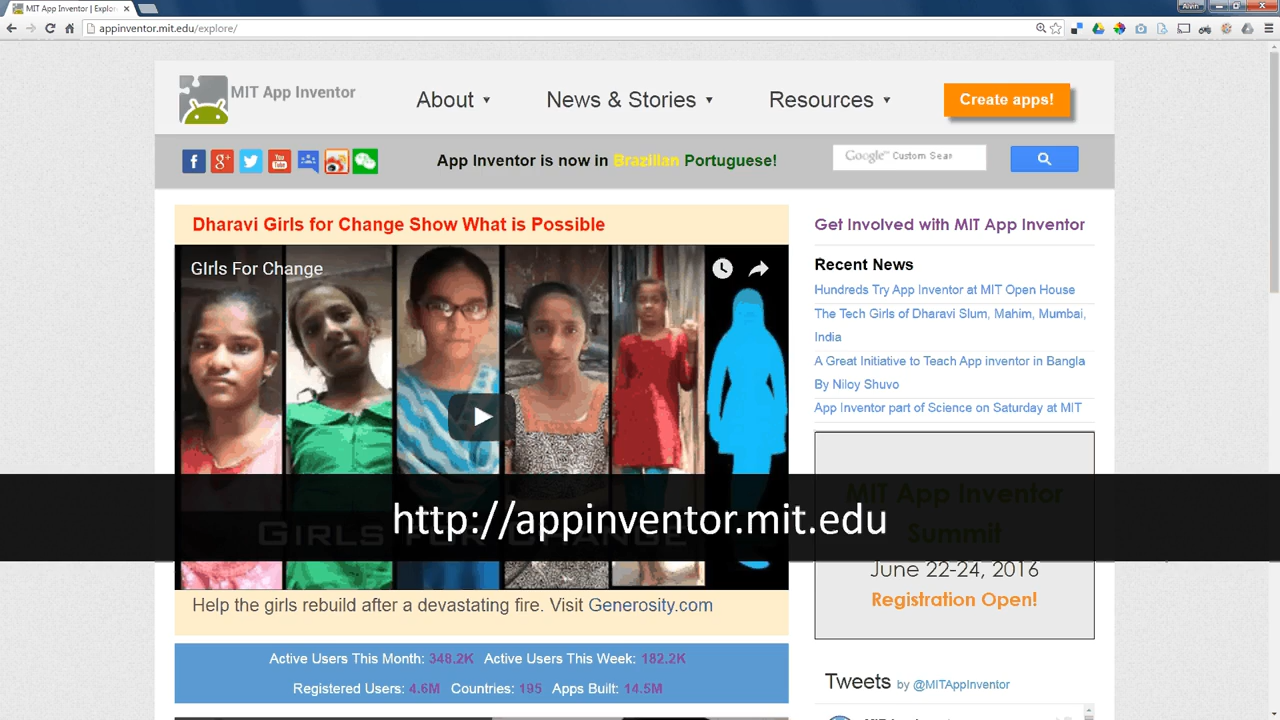 MIT App Inventor | Explor
Alvin
appinventor.mit.edu/explore/
MIT App Inventor
About
News & Stories
Resources
Create apps!
App Inventor is now in Brazilian Portuguese!
Google™ Custom Sear
Dharavi Girls for Change Show What is Possible
GIrls For Change
Get Involved with MIT App Inventor
Recent News
Hundreds Try App Inventor at MIT Open House
The Tech Girls of Dharavi Slum, Mahim, Mumbai,
India
A Great Initiative to Teach App inventor in Bangla
By Niloy Shuvo
App Inventor part of Science on Saturday at MIT
MIT App Inventor
Summit
June 22-24, 2016
Registration Open!
http://appinventor.mit.edu
GIRLS FOR CHANGE
Help the girls rebuild after a devastating fire. Visit Generosity.com
Active Users This Month: 348.2K Active Users This Week: 182.2K
Registered Users: 4.6M Countries: 195 Apps Built: 14.5M
Tweets by @MITAppInventor